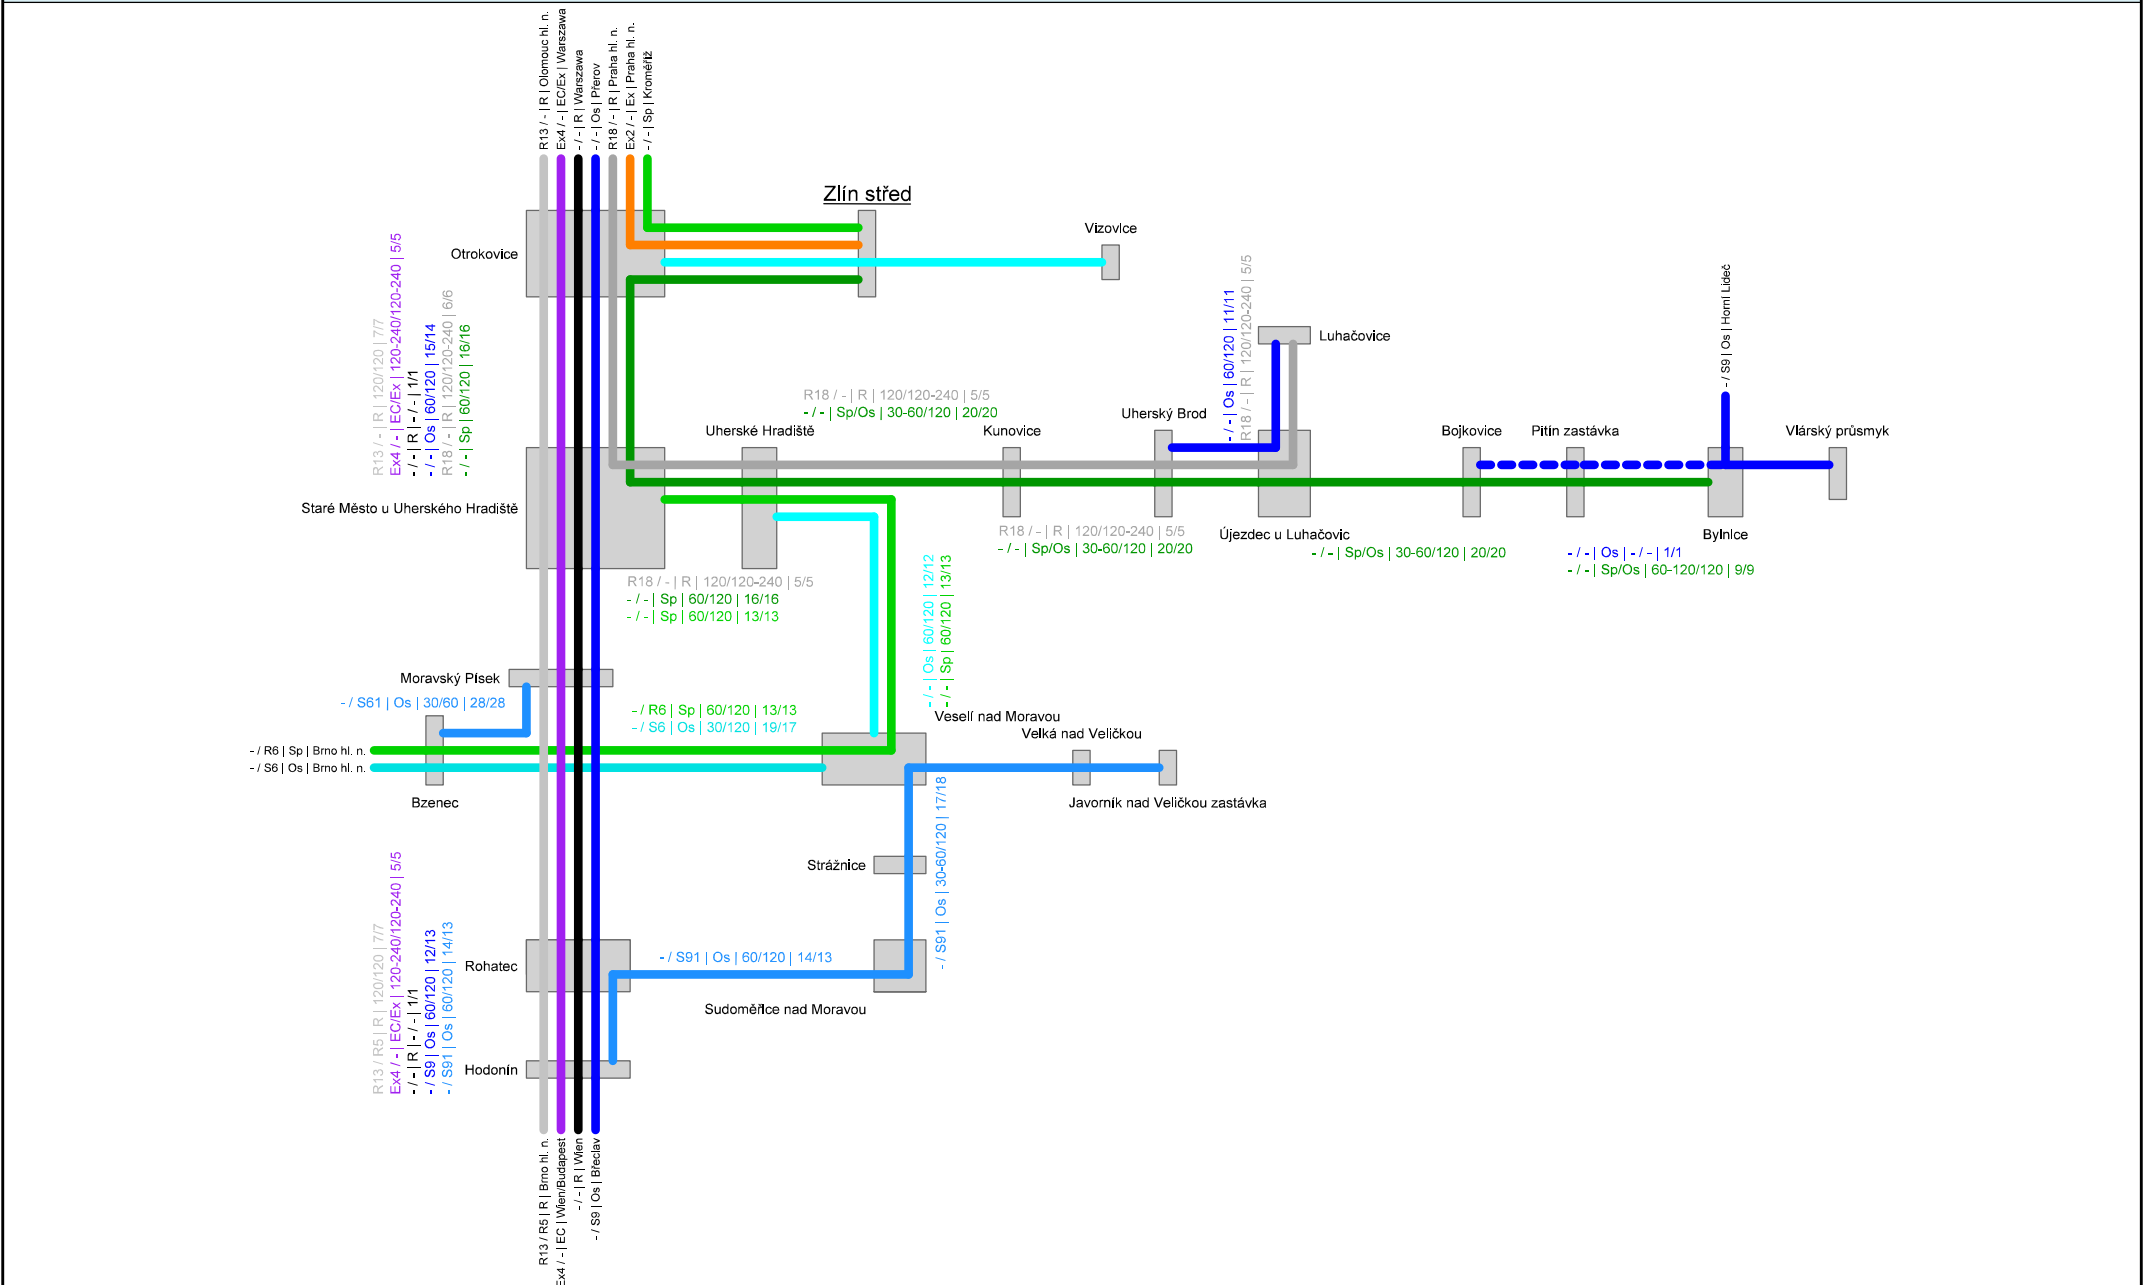 R13 / - | R | Olomouc hl. n.
Ex4 / - | EC/Ex | Warszawa
- / - | R | Warszawa
- / - | Os | Přerov
R18 / - | R | Praha hl. n.
Ex2 / - | Ex | Praha hl. n.
- / - | Sp | Kroměříž
Zlín střed
Vizovice
Otrokovice
R13 / - | R | 120/120 | 7/7
Ex4 / - | EC/Ex | 120-240/120-240 | 5/5
- / - | R | - / - | 1/1
- / - | Os | 60/120 | 15/14
R18 / - | R | 120/120-240 | 6/6
- / - | Sp | 60/120 | 16/16
- / - | Os | 60/120 | 11/11
R18 / - | R | 120/120-240 | 5/5
Luhačovice
- / S9 | Os | Horní Lideč
R18 / - | R | 120/120-240 | 5/5
- / - | Sp/Os | 30-60/120 | 20/20
Uherské Hradiště
Kunovice
Uherský Brod
Bojkovice
Pitín zastávka
Vlárský průsmyk
Staré Město u Uherského Hradiště
R18 / - | R | 120/120-240 | 5/5
- / - | Sp/Os | 30-60/120 | 20/20
Újezdec u Luhačovic
- / - | Sp/Os | 30-60/120 | 20/20
Bylnice
- / - | Os | - / - | 1/1
- / - | Sp/Os | 60-120/120 | 9/9
R18 / - | R | 120/120-240 | 5/5
- / - | Sp | 60/120 | 16/16
- / - | Sp | 60/120 | 13/13
- / - | Os | 60/120 | 12/12
- / - | Sp | 60/120 | 13/13
Moravský Písek
- / S61 | Os | 30/60 | 28/28
- / R6 | Sp | 60/120 | 13/13
- / S6 | Os | 30/120 | 19/17
Veselí nad Moravou
Velká nad Veličkou
- / R6 | Sp | Brno hl. n.
- / S6 | Os | Brno hl. n.
Bzenec
Javorník nad Veličkou zastávka
- / S91 | Os | 30-60/120 | 17/18
Strážnice
R13 / R5 | R | 120/120 | 7/7
Ex4 / - | EC/Ex | 120-240/120-240 | 5/5
- / - | R | - / - | 1/1
- / S9 | Os | 60/120 | 12/13
- / S91 | Os | 60/120 | 14/13
Rohatec
- / S91 | Os | 60/120 | 14/13
Sudoměřice nad Moravou
Hodonín
R13 / R5 | R | Brno hl. n.
Ex4 / - | EC | Wien/Budapest
- / - | R | Wien
- / S9 | Os | Břeclav